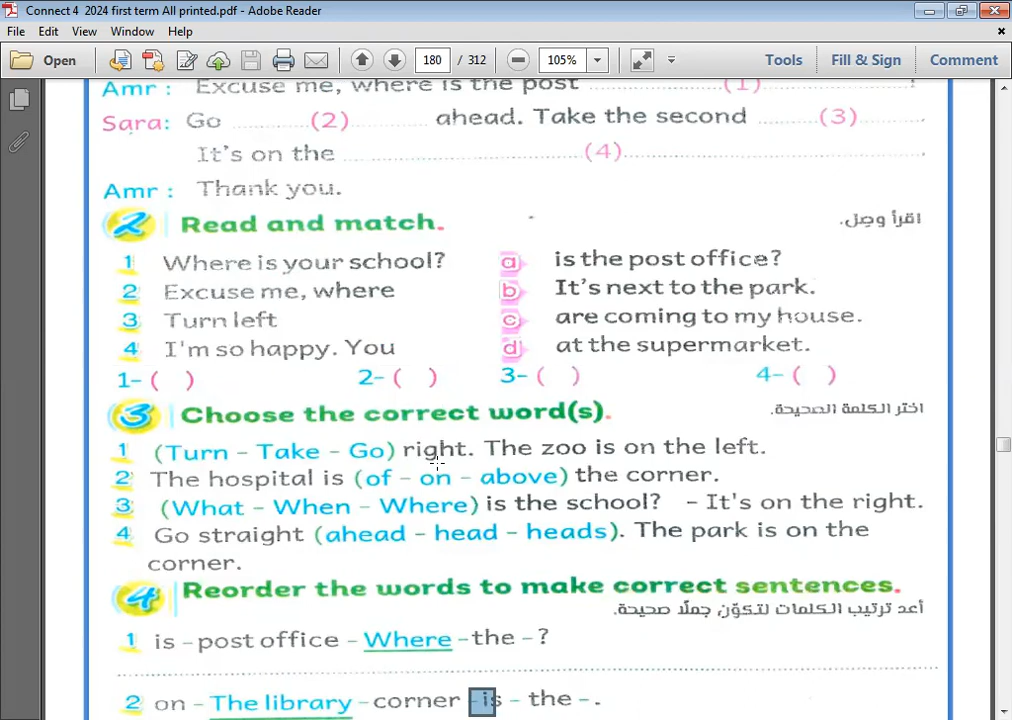 Connect 4 2024 first term All printed.pdf - Adobe Reader
File Edit View Window Help
Open 180 / 312 105% Tools Fill & Sign Comment
Amr : Excuse me, where is the post ............(1)............?
Sara: Go ............(2)............ ahead. Take the second ............(3)............
It's on the ............(4)............
Amr : Thank you.
2 Read and match. اقرأ وصل.
1 Where is your school? a is the post office?
2 Excuse me, where b It's next to the park.
3 Turn left c are coming to my house.
4 I'm so happy. You d at the supermarket.
1- ( ) 2- ( ) 3- ( ) 4- ( )
3 Choose the correct word(s). اختر الكلمة الصحيحة.
1 (Turn - Take - Go) right. The zoo is on the left.
2 The hospital is (of - on - above) the corner.
3 (What - When - Where) is the school? - It's on the right.
4 Go straight (ahead - head - heads). The park is on the
corner.
4 Reorder the words to make correct sentences.
أعد ترتيب الكلمات لتكوّن جملًا صحيحة.
1 is - post office - Where - the - ?
2 on - The library - corner - is - the - .